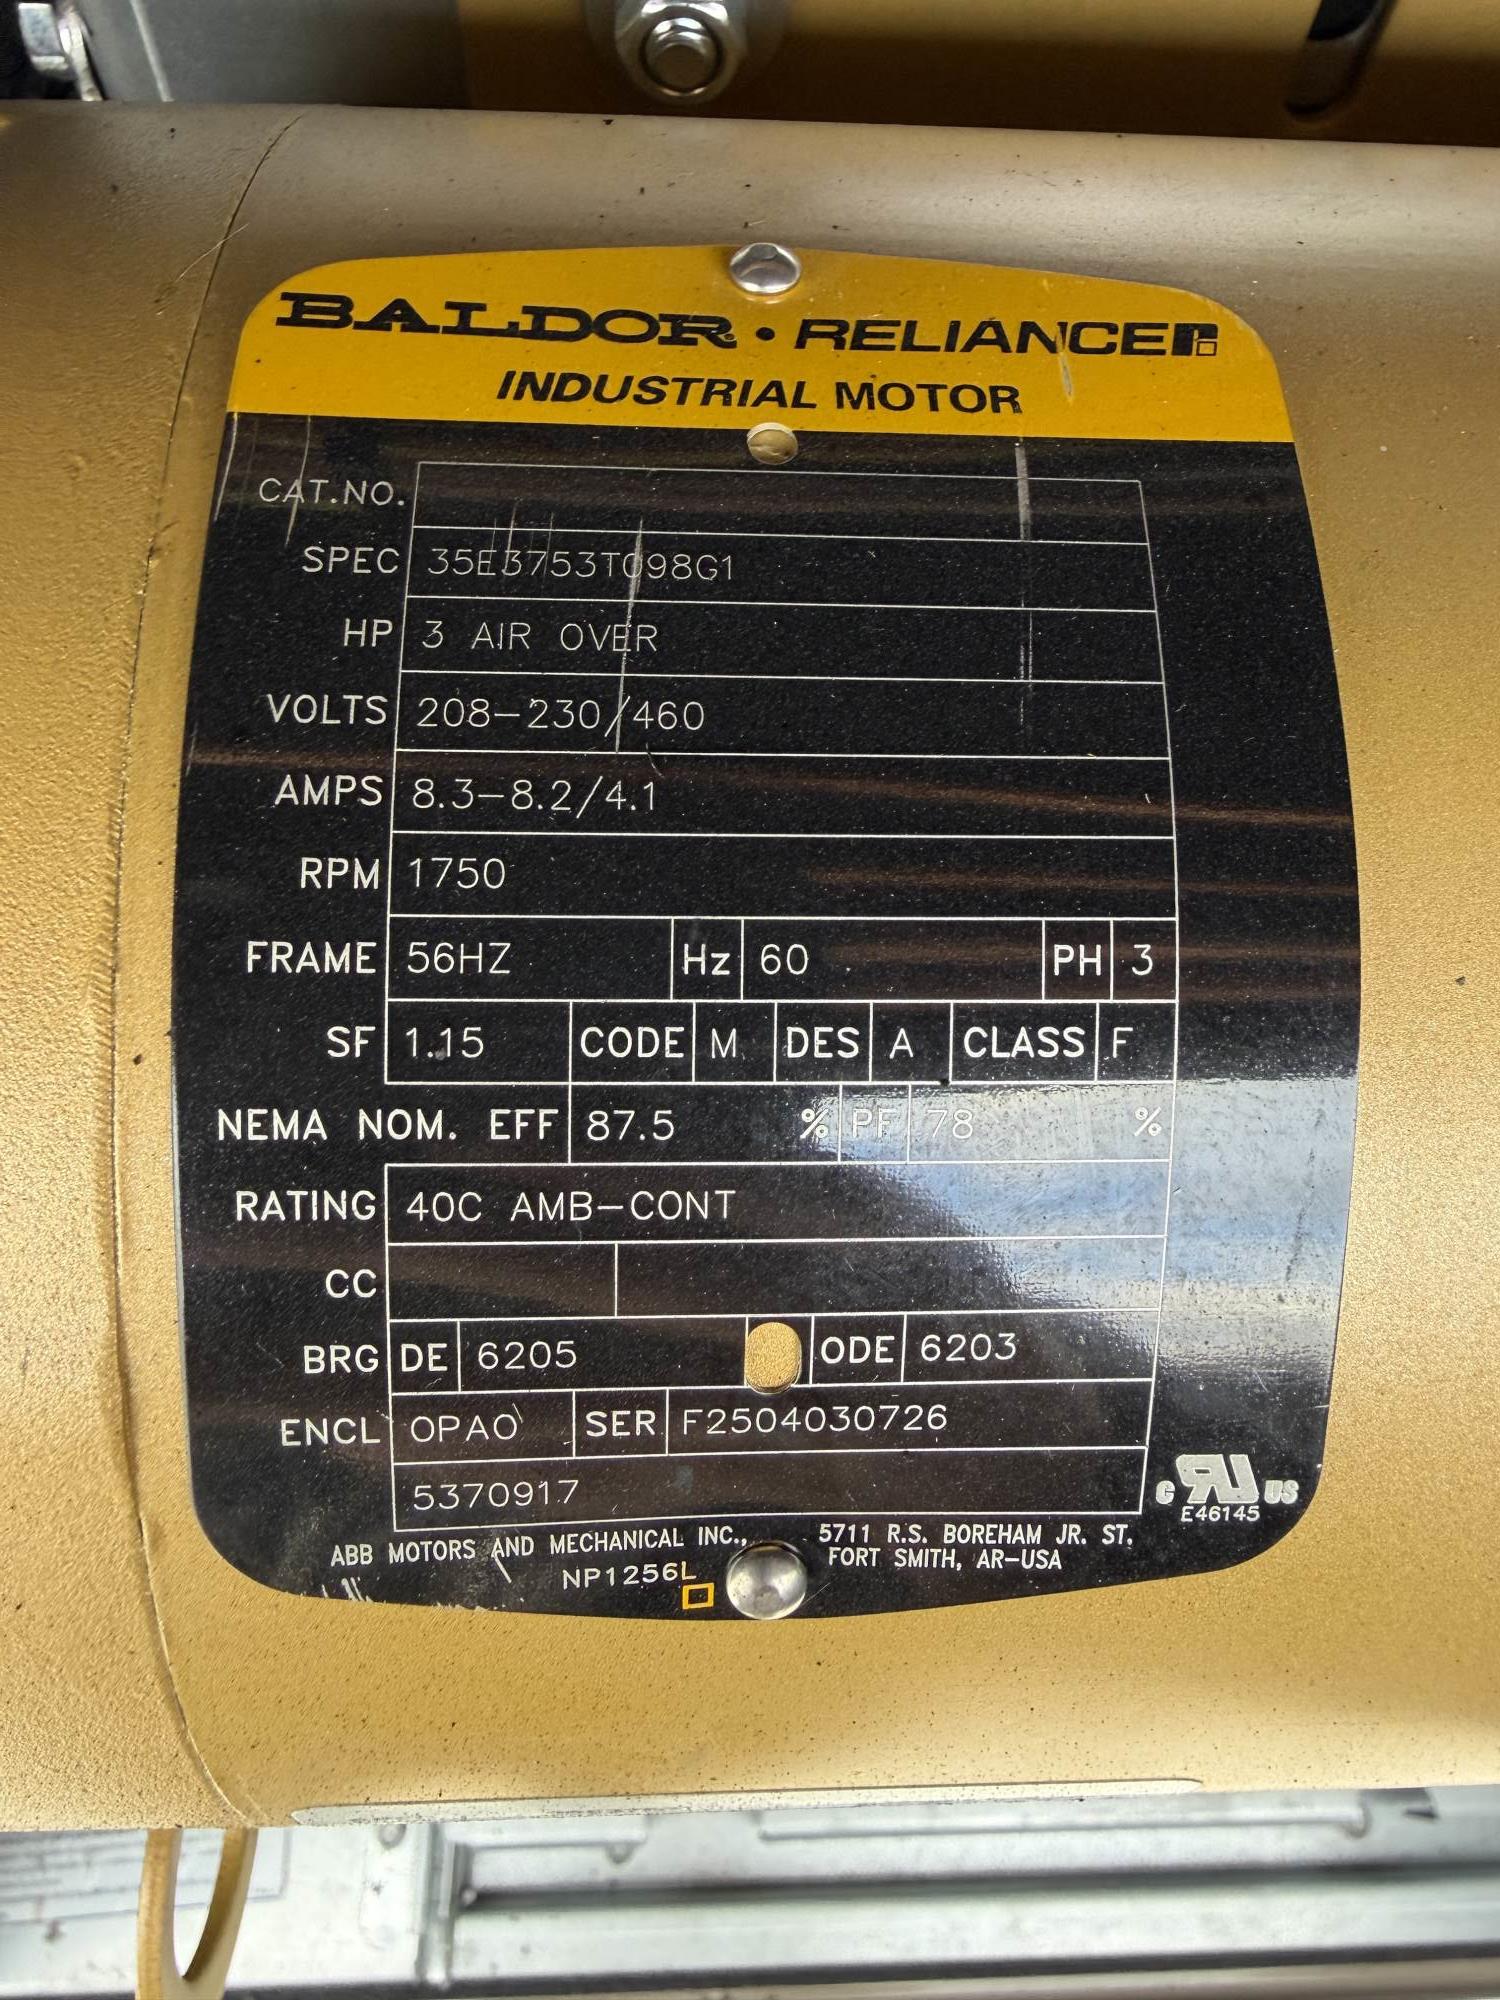 BALDOR • RELIANCE
INDUSTRIAL MOTOR
CAT.NO.
SPEC 35E3753T098G1
HP 3 AIR OVER
VOLTS 208-230/460
AMPS 8.3-8.2/4.1
RPM 1750
FRAME 56HZ Hz 60 PH 3
SF 1.15 CODE M DES A CLASS F
NEMA NOM. EFF 87.5 % PF 78 %
RATING 40C AMB-CONT
CC
BRG DE 6205 ODE 6203
ENCL OPAO SER F2504030726
5370917
c RU US
E46145
ABB MOTORS AND MECHANICAL INC., 5711 R.S. BOREHAM JR. ST,
FORT SMITH, AR-USA
NP1256L